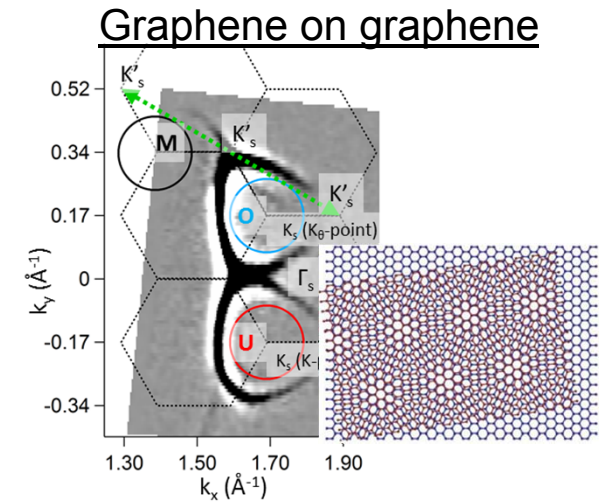 Graphene on graphene
K's
0.52
M
K's
0.34
K's
O
0.17
Ks (Kθ-point)
ky (Å-1)
0
Γs
U
-0.17
Ks (K-
-0.34
1.30 1.50 1.70 1.90
kx (Å-1)